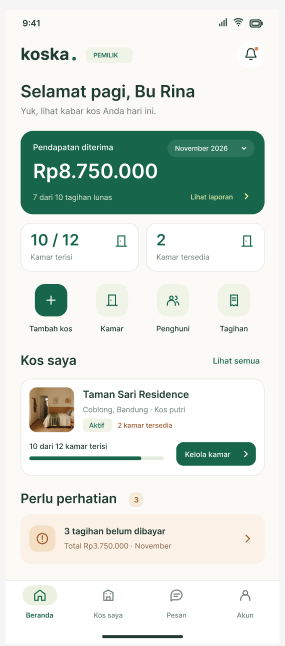 9:41
koska.
PEMILIK
Selamat pagi, Bu Rina
Yuk, lihat kabar kos Anda hari ini.
Pendapatan diterima
November 2026
Rp8.750.000
7 dari 10 tagihan lunas
Lihat laporan
10 / 12
Kamar terisi
2
Kamar tersedia
Tambah kos
Kamar
Penghuni
Tagihan
Kos saya
Lihat semua
Taman Sari Residence
Coblong, Bandung · Kos putri
Aktif
2 kamar tersedia
10 dari 12 kamar terisi
Kelola kamar
Perlu perhatian
3
3 tagihan belum dibayar
Total Rp3.750.000 · November
Beranda
Kos saya
Pesan
Akun